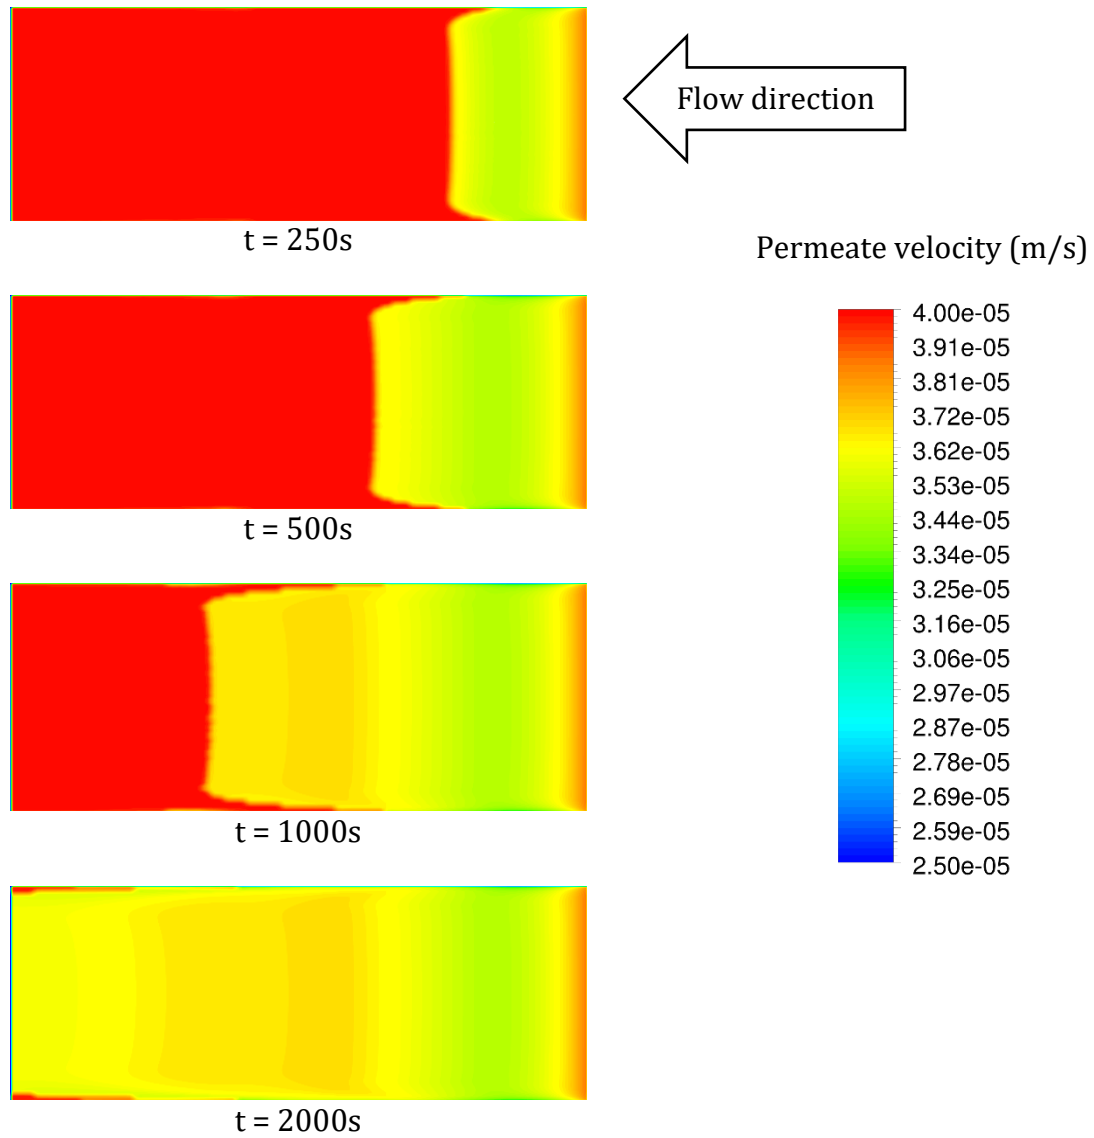 Flow direction
t = 250s
Permeate velocity (m/s)
t = 500s
t = 1000s
t = 2000s
4.00e-05
3.91e-05
3.81e-05
3.72e-05
3.62e-05
3.53e-05
3.44e-05
3.34e-05
3.25e-05
3.16e-05
3.06e-05
2.97e-05
2.87e-05
2.78e-05
2.69e-05
2.59e-05
2.50e-05